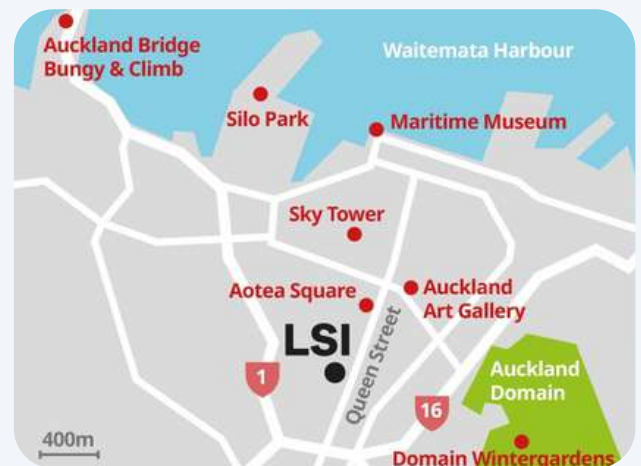 Auckland Bridge
Bungy & Climb
Waitemata Harbour
Silo Park
Maritime Museum
Sky Tower
Aotea Square
Auckland
Art Gallery
LSI
Queen Street
1
16
Auckland
Domain
400m
Domain Wintergardens